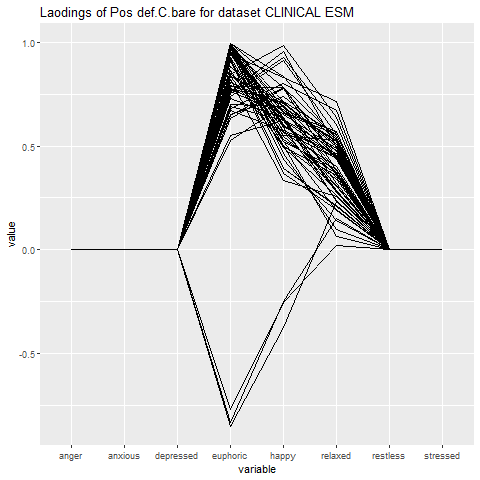 Laodings of Pos def.C.bare for dataset CLINICAL ESM
1.0
0.5
0.0
-0.5
value
anger anxious depressed euphoric happy relaxed restless stressed
variable